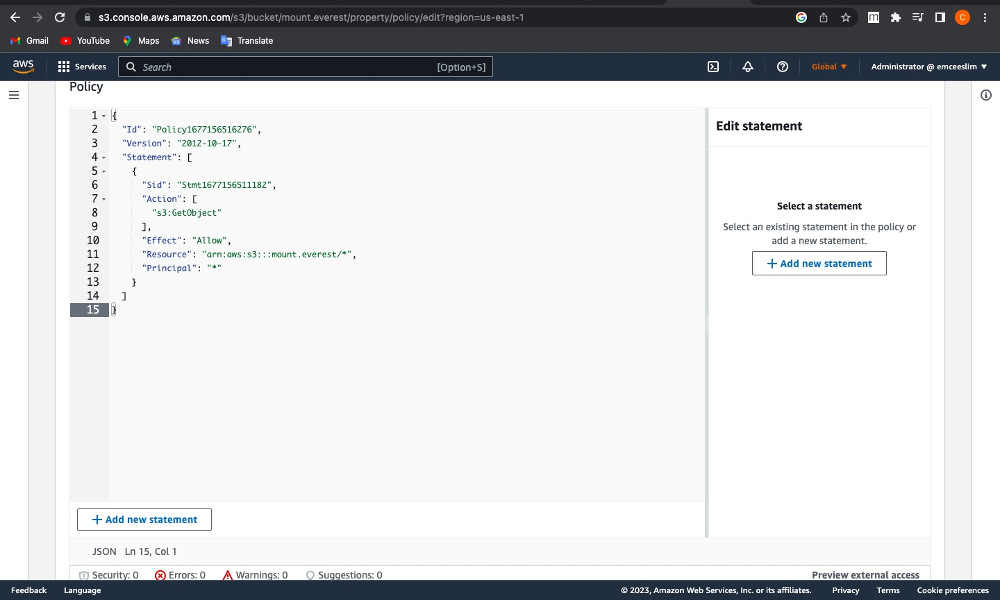 s3.console.aws.amazon.com/s3/bucket/mount.everest/property/policy/edit?region=us-east-1
Gmail YouTube Maps News Translate
aws Services Search [Option+S] Global Administrator @ emceeslim
Policy
1 {
2 "Id": "Policy1677156516276",
3 "Version": "2012-10-17",
4 "Statement": [
5 {
6 "Sid": "Stmt1677156511182",
7 "Action": [
8 "s3:GetObject"
9 ],
10 "Effect": "Allow",
11 "Resource": "arn:aws:s3:::mount.everest/*",
12 "Principal": "*"
13 }
14 ]
15 }
Edit statement
Select a statement
Select an existing statement in the policy or
add a new statement.
+ Add new statement
+ Add new statement
JSON Ln 15, Col 1
Security: 0 Errors: 0 Warnings: 0 Suggestions: 0 Preview external access
Feedback Language © 2023, Amazon Web Services, Inc. or its affiliates. Privacy Terms Cookie preferences